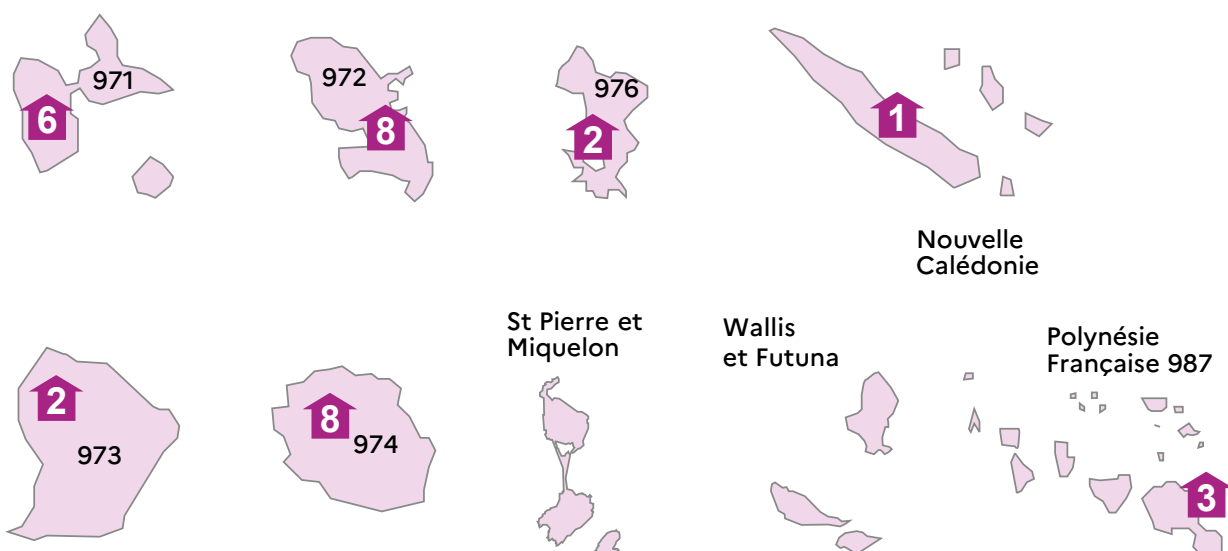 971
6
972
8
976
2
1
Nouvelle
Calédonie
St Pierre et
Miquelon
Wallis
et Futuna
Polynésie
Française 987
2
973
8
974
3